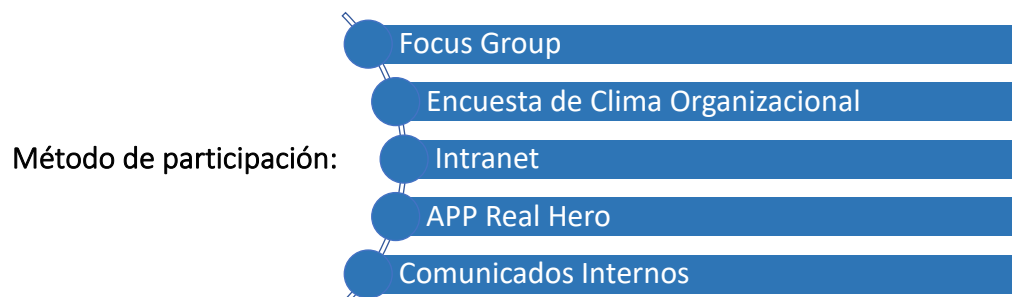 Focus Group
Encuesta de Clima Organizacional
Método de participación:
Intranet
APP Real Hero
Comunicados Internos